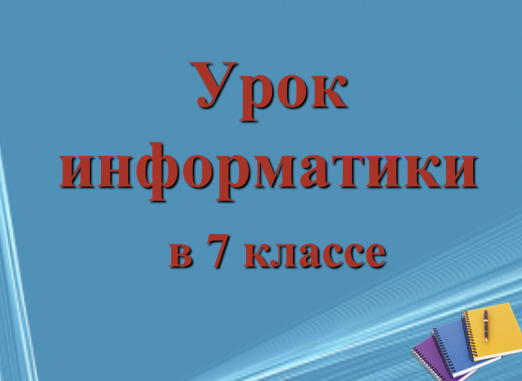 Урок
информатики
в 7 классе